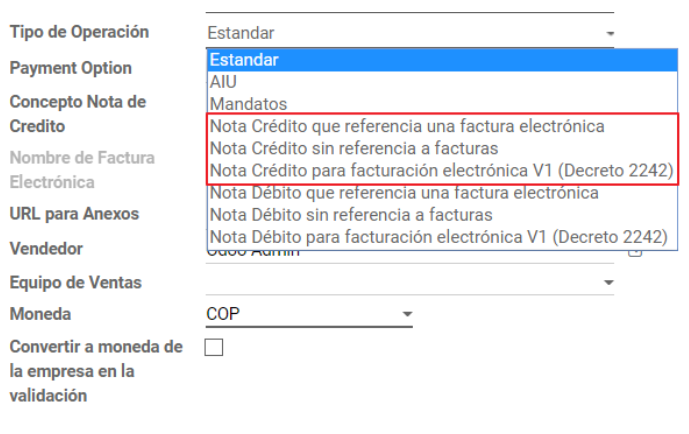 Tipo de Operación Estandar
Estandar
Payment Option
AIU
Mandatos
Concepto Nota de
Credito
Nota Crédito que referencia una factura electrónica
Nota Crédito sin referencia a facturas
Nota Crédito para facturación electrónica V1 (Decreto 2242)
Nombre de Factura
Electrónica
Nota Débito que referencia una factura electrónica
Nota Débito sin referencia a facturas
Nota Débito para facturación electrónica V1 (Decreto 2242)
URL para Anexos
Vendedor Odoo Admin
Equipo de Ventas
Moneda COP
Convertir a moneda de
la empresa en la
validación